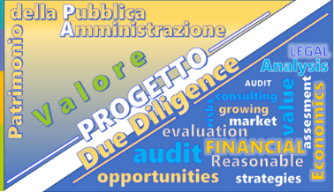 della Pubblica
Amministrazione
Patrimonio
Valore
PROGETTO
Due Diligence
LEGAL
Analysis
AUDIT
consulting
growing
market
value
assesment
Economics
evaluation
audit
FINANCIAL
Reasonable
opportunities
strategies